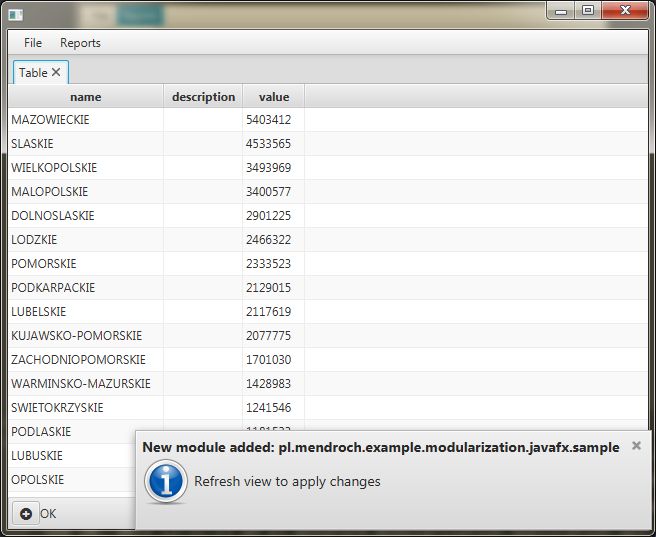 File Reports
Table
name description value
MAZOWIECKIE 5403412
SLASKIE 4533565
WIELKOPOLSKIE 3493969
MALOPOLSKIE 3400577
DOLNOSLASKIE 2901225
LODZKIE 2466322
POMORSKIE 2333523
PODKARPACKIE 2129015
LUBELSKIE 2117619
KUJAWSKO-POMORSKIE 2077775
ZACHODNIOPOMORSKIE 1701030
WARMINSKO-MAZURSKIE 1428983
SWIETOKRZYSKIE 1241546
PODLASKIE
LUBUSKIE
OPOLSKIE
New module added: pl.mendroch.example.modularization.javafx.sample
Refresh view to apply changes
OK